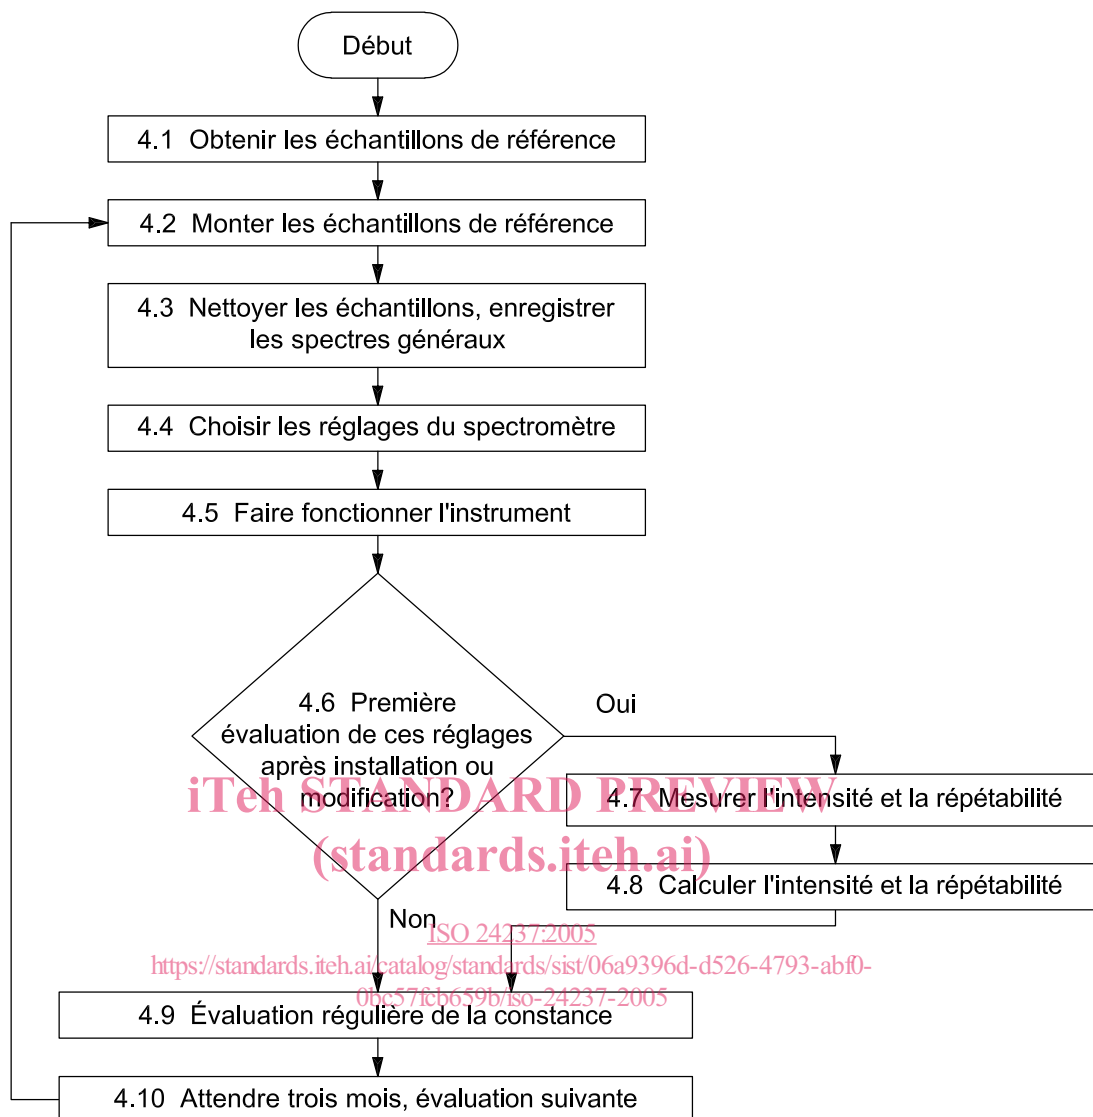 Début
4.1 Obtenir les échantillons de référence
4.2 Monter les échantillons de référence
4.3 Nettoyer les échantillons, enregistrer
les spectres généraux
4.4 Choisir les réglages du spectromètre
4.5 Faire fonctionner l'instrument
4.6 Première
évaluation de ces réglages
après installation ou
modification?
Oui
iTeh STANDARD PREVIEW
(standards.iteh.ai)
4.7 Mesurer l'intensité et la répétabilité
4.8 Calculer l'intensité et la répétabilité
Non
ISO 24237:2005
https://standards.iteh.ai/catalog/standards/sist/06a9396d-d526-4793-abf0-
0bc57fcb659b/iso-24237-2005
4.9 Évaluation régulière de la constance
4.10 Attendre trois mois, évaluation suivante